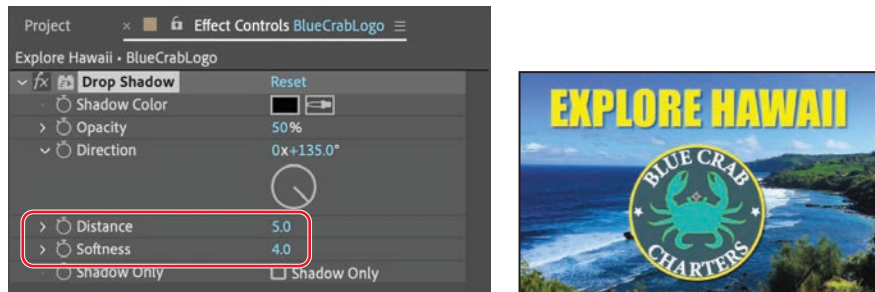 Project × Effect Controls BlueCrabLogo
Explore Hawaii • BlueCrabLogo
fx Drop Shadow Reset
Shadow Color
Opacity 50%
Direction 0x+135.0°
Distance 5.0
Softness 4.0
Shadow Only Shadow Only
EXPLORE HAWAII
BLUE CRAB
CHARTERS